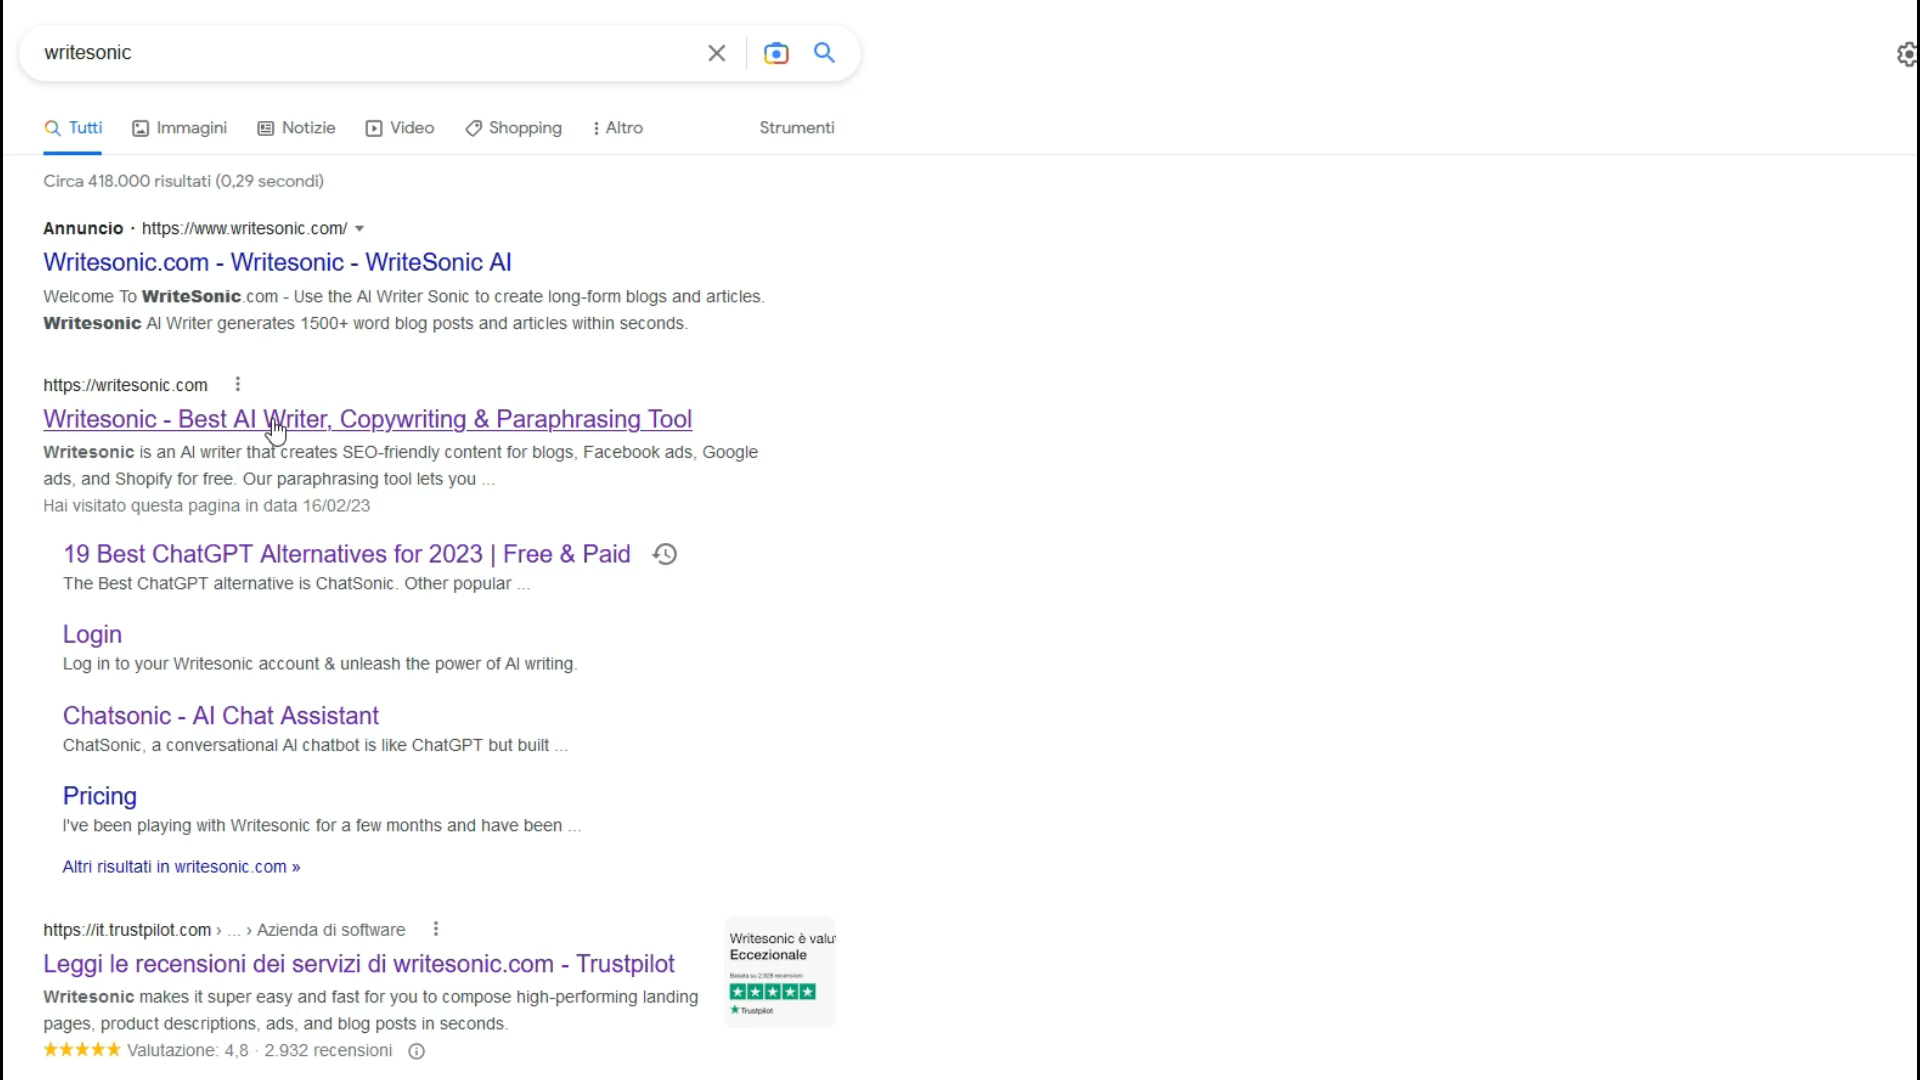 writesonic
Tutti Immagini Notizie Video Shopping Altro Strumenti
Circa 418.000 risultati (0,29 secondi)
Annuncio · https://www.writesonic.com/
Writesonic.com - Writesonic - WriteSonic AI
Welcome To WriteSonic.com - Use the AI Writer Sonic to create long-form blogs and articles.
Writesonic AI Writer generates 1500+ word blog posts and articles within seconds.
https://writesonic.com
Writesonic - Best AI Writer, Copywriting & Paraphrasing Tool
Writesonic is an AI writer that creates SEO-friendly content for blogs, Facebook ads, Google
ads, and Shopify for free. Our paraphrasing tool lets you ...
Hai visitato questa pagina in data 16/02/23
19 Best ChatGPT Alternatives for 2023 | Free & Paid
The Best ChatGPT alternative is ChatSonic. Other popular ...
Login
Log in to your Writesonic account & unleash the power of AI writing.
Chatsonic - AI Chat Assistant
ChatSonic, a conversational AI chatbot is like ChatGPT but built ...
Pricing
I've been playing with Writesonic for a few months and have been ...
Altri risultati in writesonic.com »
https://it.trustpilot.com › ... › Azienda di software
Leggi le recensioni dei servizi di writesonic.com - Trustpilot
Writesonic makes it super easy and fast for you to compose high-performing landing
pages, product descriptions, ads, and blog posts in seconds.
Valutazione: 4,8 · 2.932 recensioni
Writesonic è valu
Eccezionale
Basata su 2.928 recensioni
Trustpilot